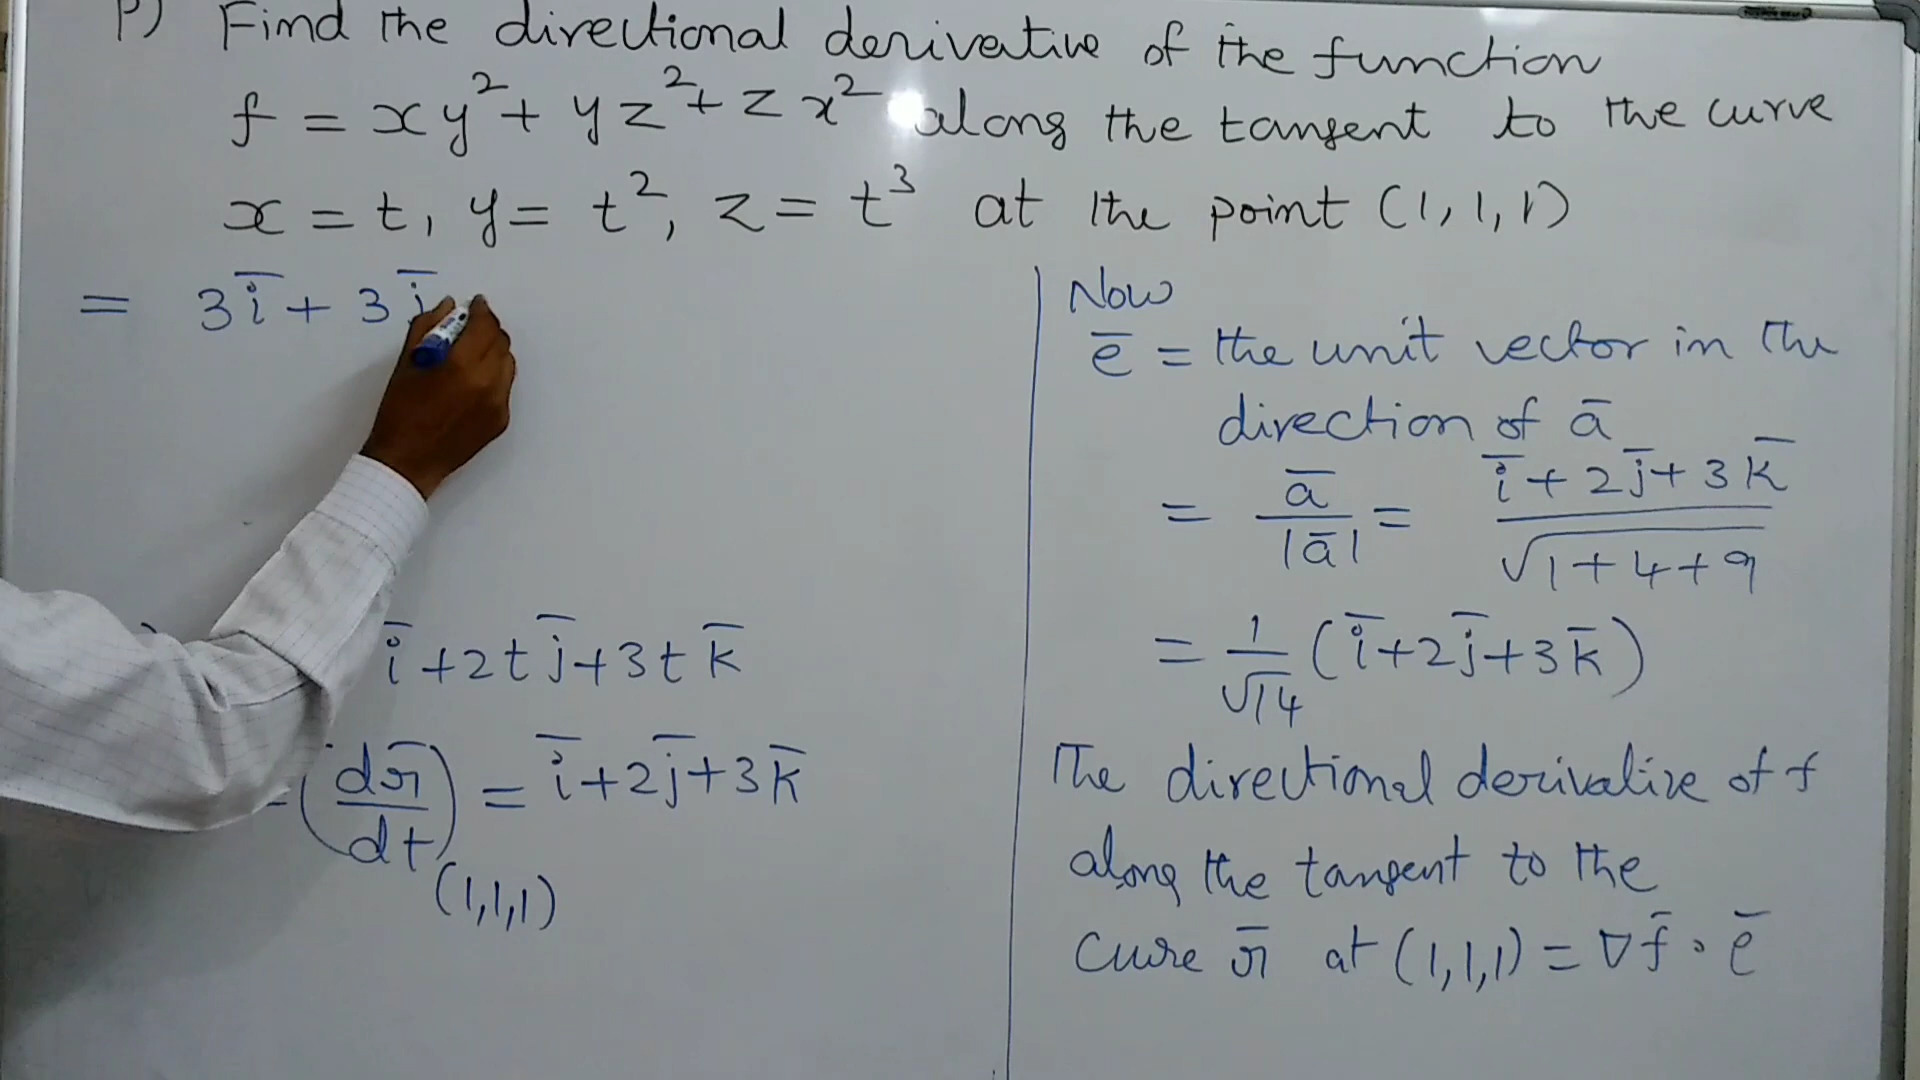 P) Find the directional derivative of the function
f = xy² + yz² + zx² along the tangent to the curve
x = t, y = t², z = t³ at the point (1, 1, 1)
= 3i̅ + 3j̅
i̅ + 2t j̅ + 3t k̅
(dr̅/dt)(1,1,1) = i̅ + 2j̅ + 3k̅
Now
e̅ = the unit vector in the
direction of a̅
= a̅/|a̅| = (i̅ + 2j̅ + 3k̅)/√(1 + 4 + 9)
= 1/√14 (i̅ + 2j̅ + 3k̅)
The directional derivative of f
along the tangent to the
curve r̅ at (1,1,1) = ∇f̅ · e̅